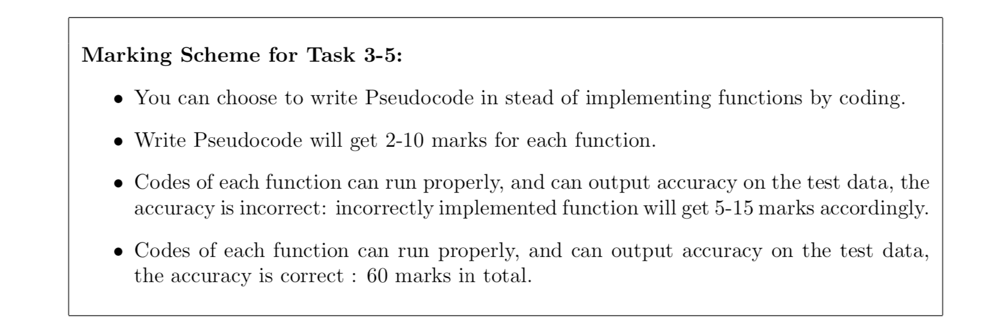 Marking Scheme for Task 3-5:
• You can choose to write Pseudocode in stead of implementing functions by coding.
• Write Pseudocode will get 2-10 marks for each function.
• Codes of each function can run properly, and can output accuracy on the test data, the
accuracy is incorrect: incorrectly implemented function will get 5-15 marks accordingly.
• Codes of each function can run properly, and can output accuracy on the test data,
the accuracy is correct : 60 marks in total.